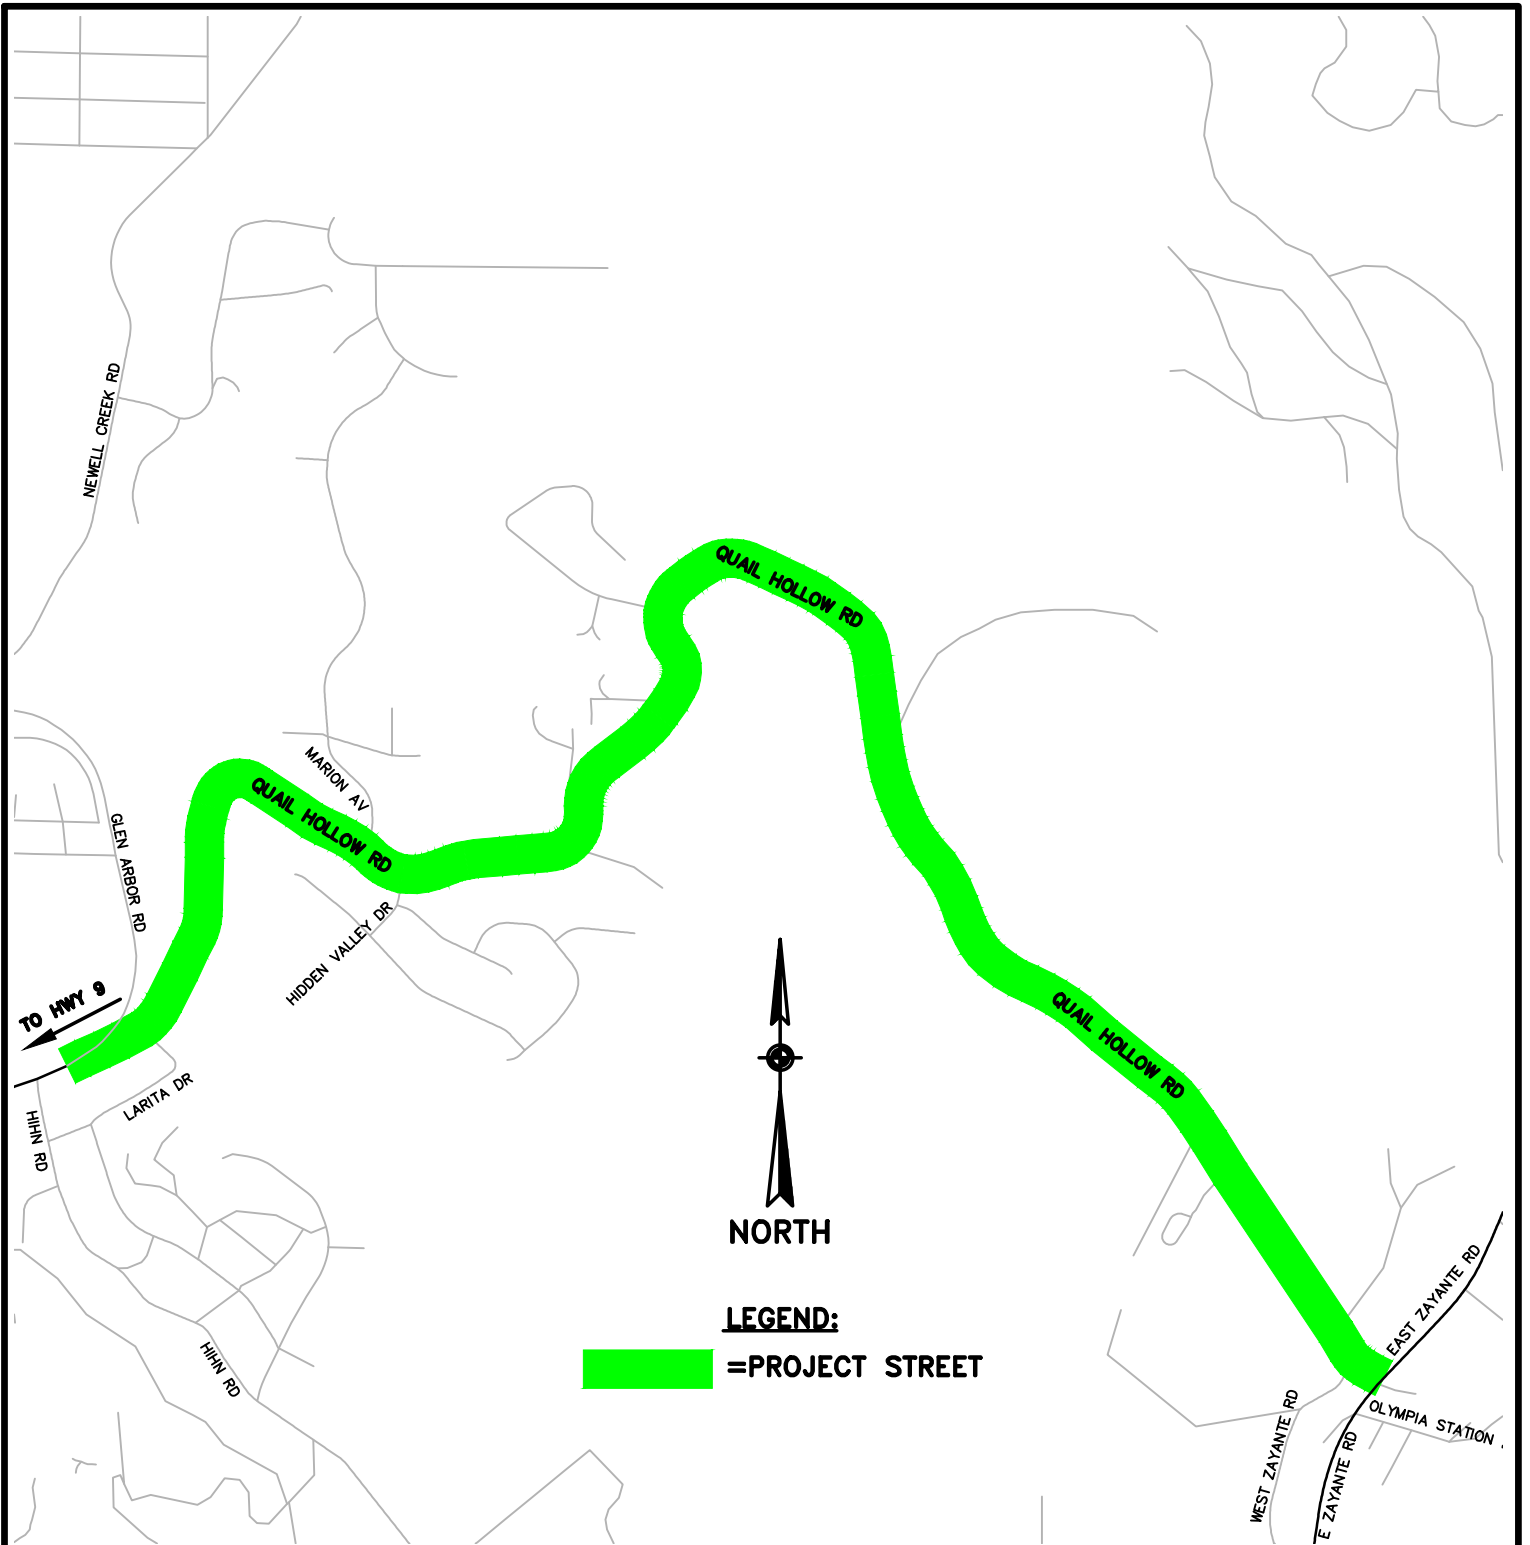 NEWELL CREEK RD
QUAIL HOLLOW RD
MARION AV
QUAIL HOLLOW RD
GLEN ARBOR RD
HIDDEN VALLEY DR
TO HWY 9
QUAIL HOLLOW RD
LARITA DR
HIHN RD
NORTH
LEGEND:
=PROJECT STREET
EAST ZAYANTE RD
HIHN RD
OLYMPIA STATION
WEST ZAYANTE RD
E ZAYANTE RD